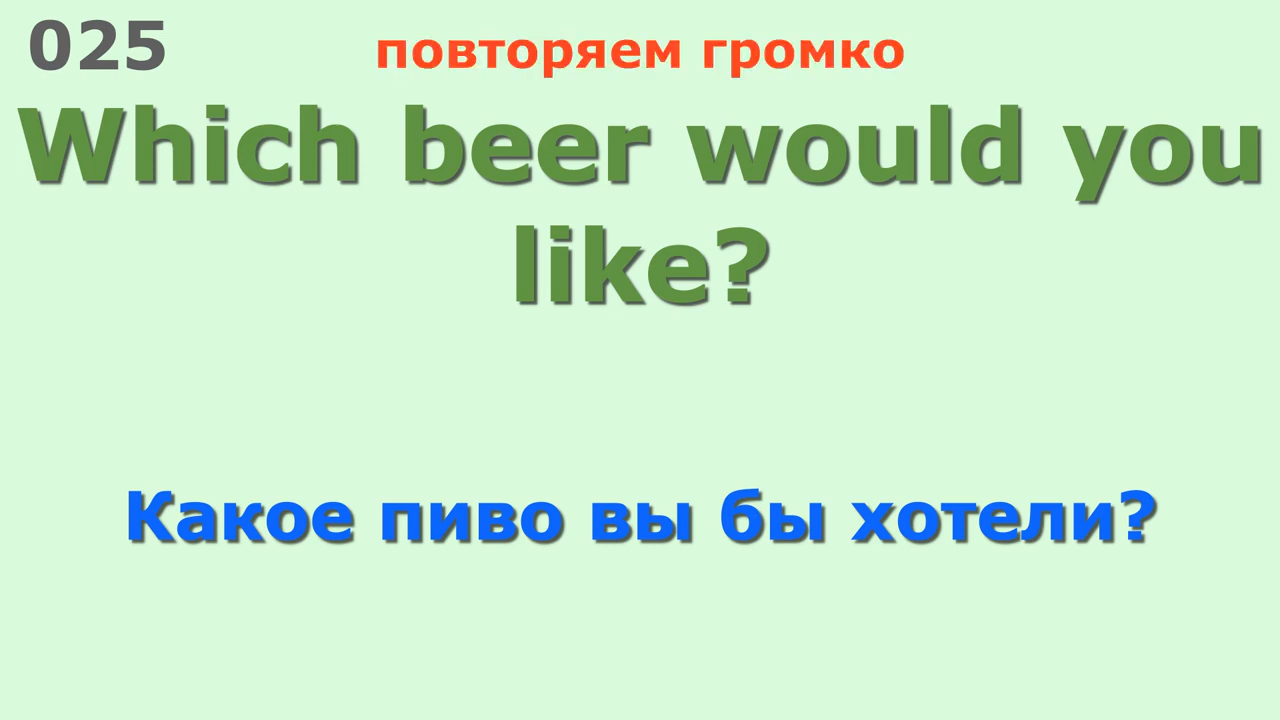 025
повторяем громко
Which beer would you
like?
Какое пиво вы бы хотели?